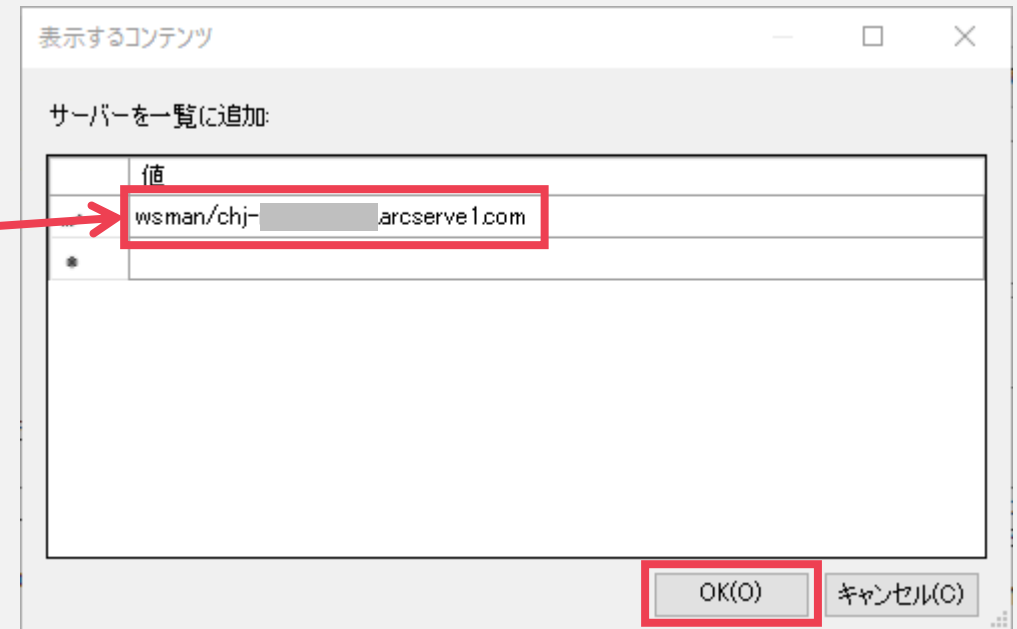 表示するコンテンツ
サーバーを一覧に追加:
値
wsman/chj- .arcserve1.com
*
OK(O)
キャンセル(C)